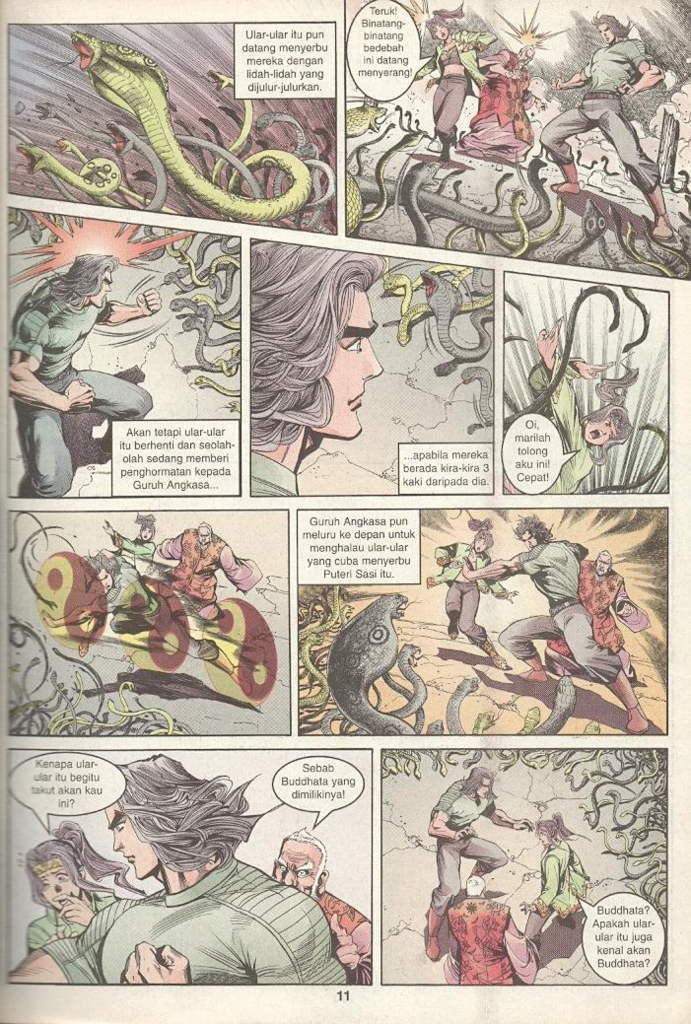 Ular-ular itu pun
datang menyerbu
mereka dengan
lidah-lidah yang
dijulur-julurkan.
Teruk!
Binatang-
binatang
bedebah
ini datang
menyerang!
Akan tetapi ular-ular
itu berhenti dan seolah-
olah sedang memberi
penghormatan kepada
Guruh Angkasa...
...apabila mereka
berada kira-kira 3
kaki daripada dia.
Oi,
marilah
tolong
aku ini!
Cepat!
Guruh Angkasa pun
meluru ke depan untuk
menghalau ular-ular
yang cuba menyerbu
Puteri Sasi itu.
Kenapa ular-
ular itu begitu
takut akan kau
ini?
Sebab
Buddhata yang
dimilikinya!
Buddhata?
Apakah ular-
ular itu juga
kenal akan
Buddhata?
11